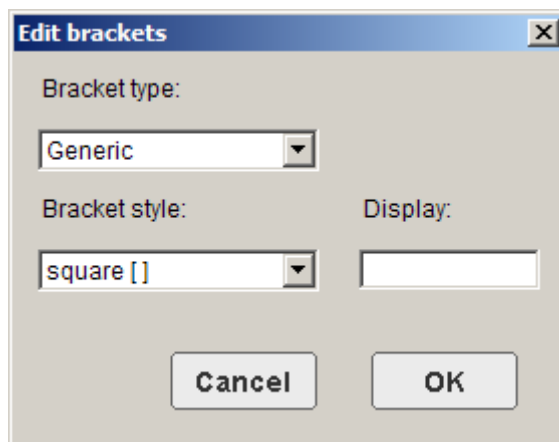 Edit brackets
Bracket type:
Generic
Bracket style:
Display:
square [ ]
Cancel
OK